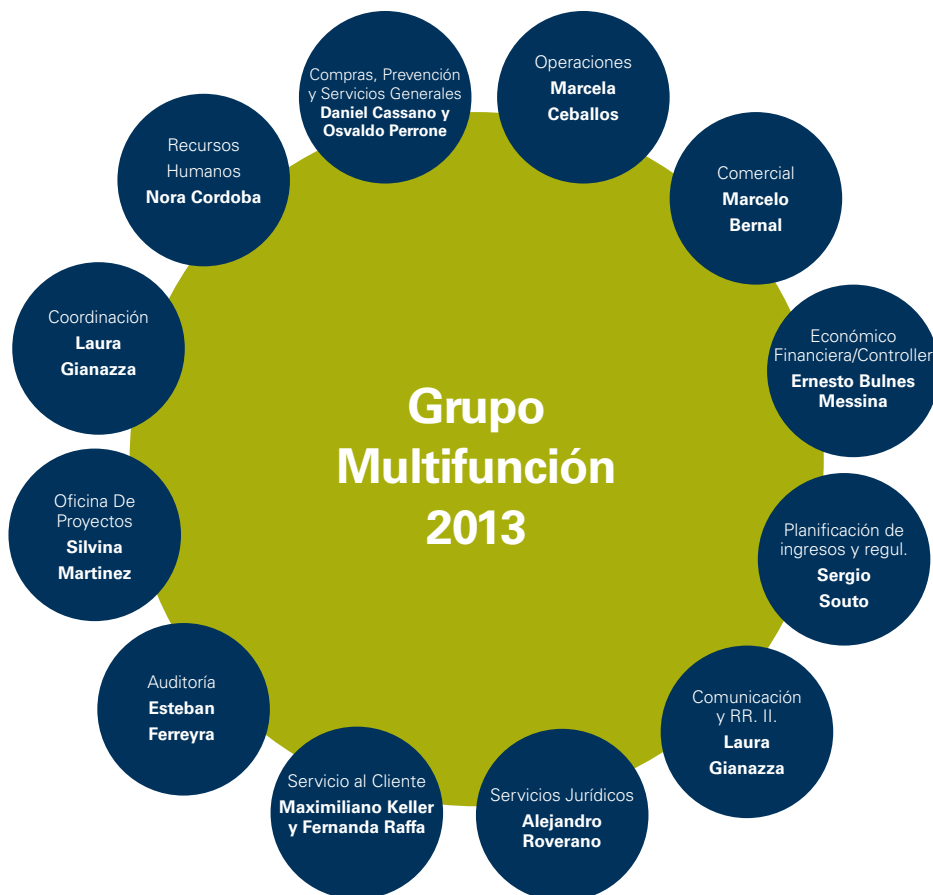 Compras, Prevención
y Servicios Generales
Daniel Cassano y
Osvaldo Perrone
Operaciones
Marcela
Ceballos
Recursos
Humanos
Nora Cordoba
Comercial
Marcelo
Bernal
Coordinación
Laura
Gianazza
Económico
Financiera/Controller
Ernesto Bulnes
Messina
Grupo
Multifunción
2013
Oficina De
Proyectos
Silvina
Martinez
Planificación de
ingresos y regul.
Sergio
Souto
Auditoría
Esteban
Ferreyra
Comunicación
y RR. II.
Laura
Gianazza
Servicio al Cliente
Maximiliano Keller
y Fernanda Raffa
Servicios Jurídicos
Alejandro
Roverano